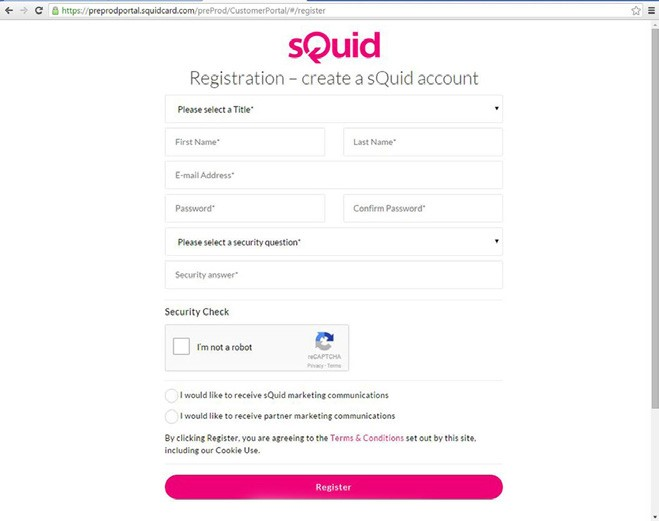 https://preprodportal.squidcard.com/preProd/CustomerPortal/#/register
sQuid
Registration – create a sQuid account
Please select a Title*
First Name* Last Name*
E-mail Address*
Password* Confirm Password*
Please select a security question*
Security answer*
Security Check
I'm not a robot
reCAPTCHA
Privacy - Terms
I would like to receive sQuid marketing communications
I would like to receive partner marketing communications
By clicking Register, you are agreeing to the Terms & Conditions set out by this site,
including our Cookie Use.
Register